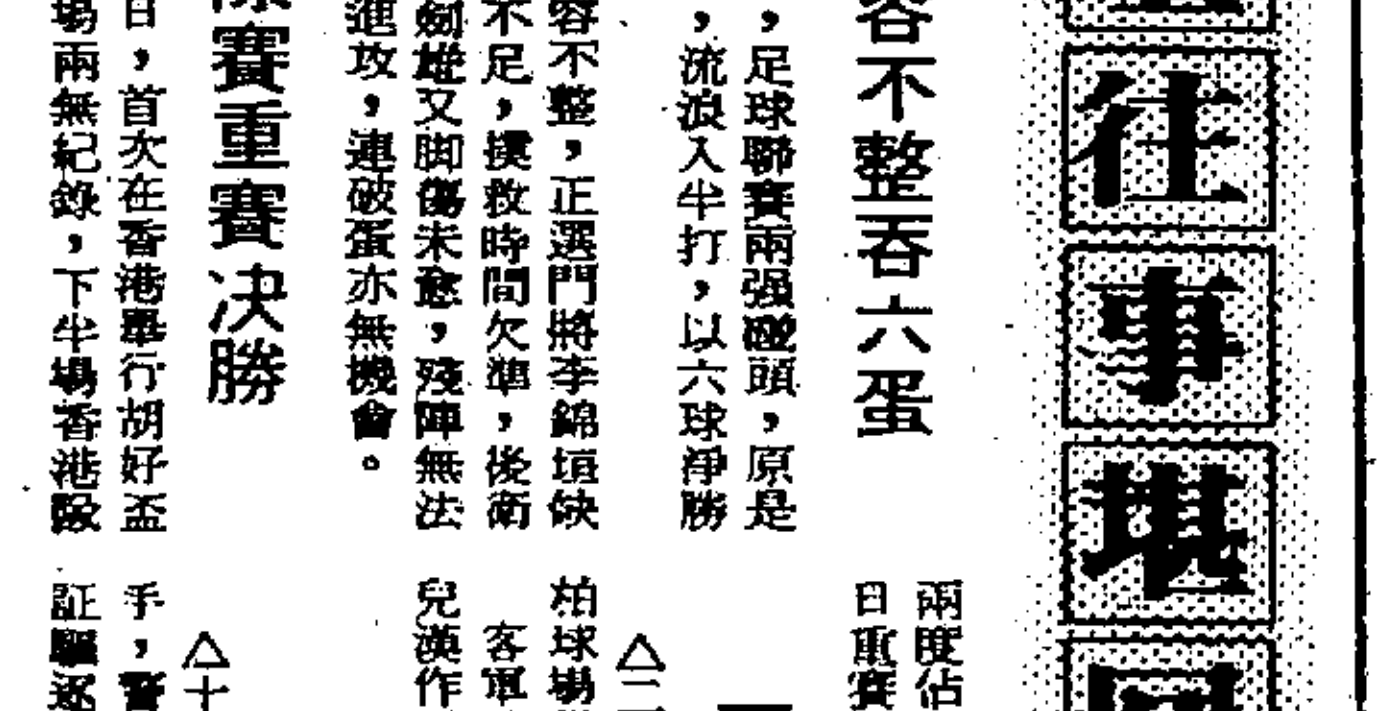 往事堪
容不整吞六蛋
，足球聯賽兩强碰頭，原是
，流浪入半打，以六球淨勝
容不整，正選門將李錦垣缺
不足，撲救時間欠準，後衛
劍雄又脚傷未愈，殘陣無法
進攻，連破蛋亦無機會。
賽重賽决勝
日，首次在香港舉行胡好盃
場兩無紀錄，下半場香港最
兩度佔
日重賽
△二
柏球場
客軍
兒漢作
△十
手，
証驅逐